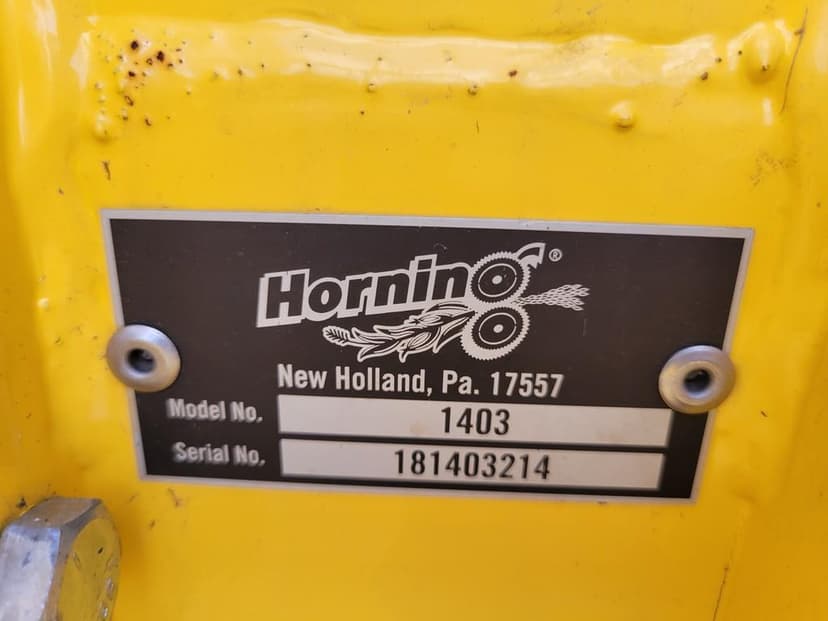 Horning®
New Holland, Pa. 17557
Model No. 1403
Serial No. 181403214